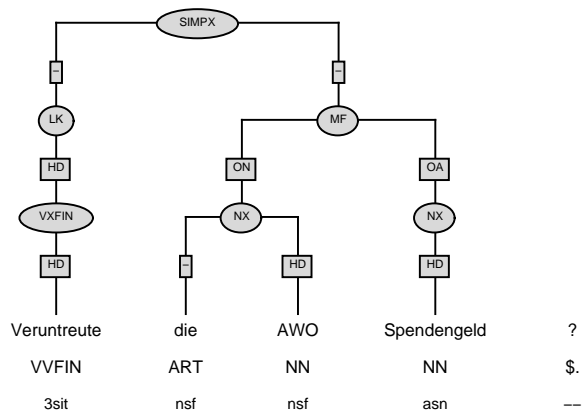 SIMPX
– –
LK MF
HD ON OA
VXFIN NX NX
HD – HD HD
Veruntreute die AWO Spendengeld ?
VVFIN ART NN NN $.
3sit nsf nsf asn ––